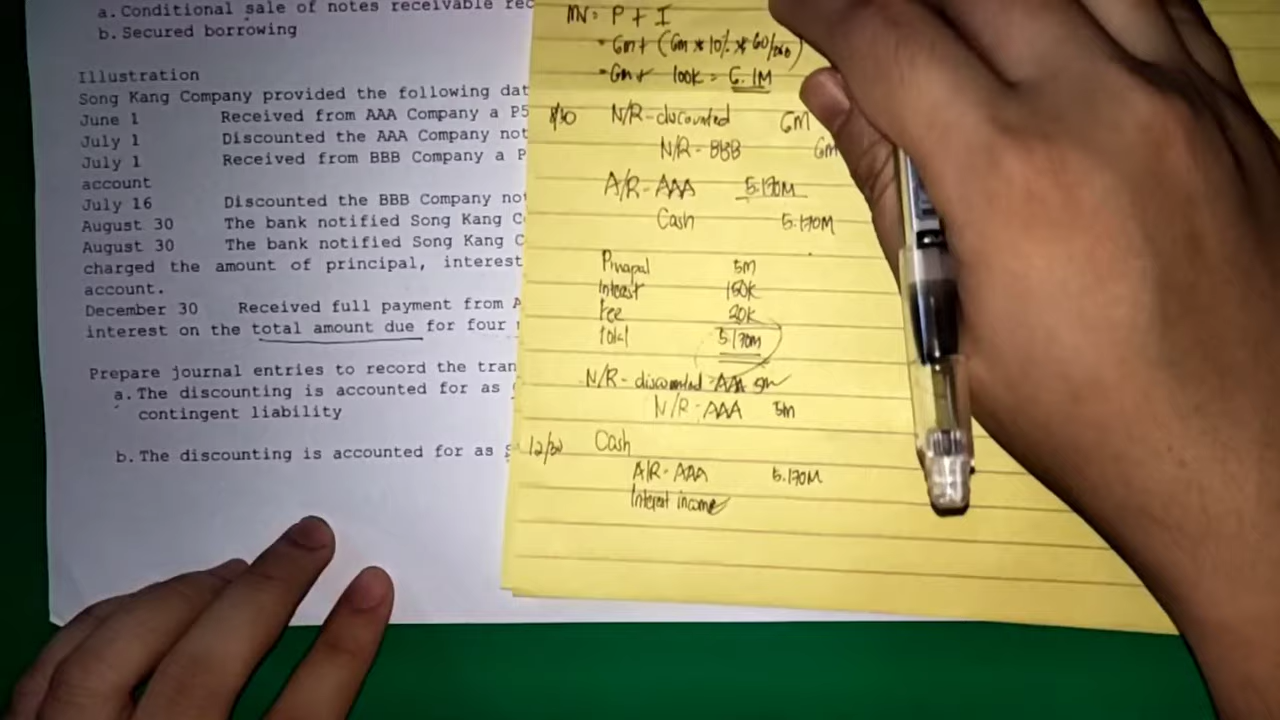 a. Conditional sale of notes receivable rec
b. Secured borrowing
Illustration
Song Kang Company provided the following dat
June 1 Received from AAA Company a P5
July 1 Discounted the AAA Company not
July 1 Received from BBB Company a P
account
July 16 Discounted the BBB Company no
August 30 The bank notified Song Kang C
August 30 The bank notified Song Kang C
charged the amount of principal, interest
account.
December 30 Received full payment from A
interest on the total amount due for four
Prepare journal entries to record the tran
a. The discounting is accounted for as
contingent liability
b. The discounting is accounted for as
MV= P + I
= 6m + (6m * 10% * 60/360)
= 6m + 100k = 6.1M
8/30 N/R-discounted 6M
N/R- BBB 6m
A/R- AAA 5.170M
Cash 5.170M
Principal 5M
Interest 150K
Fee 20K
Total 5.170M
N/R- discounted-AAA 5m
N/R-AAA 5m
12/30 Cash
A/R- AAA 5.170M
Interest income